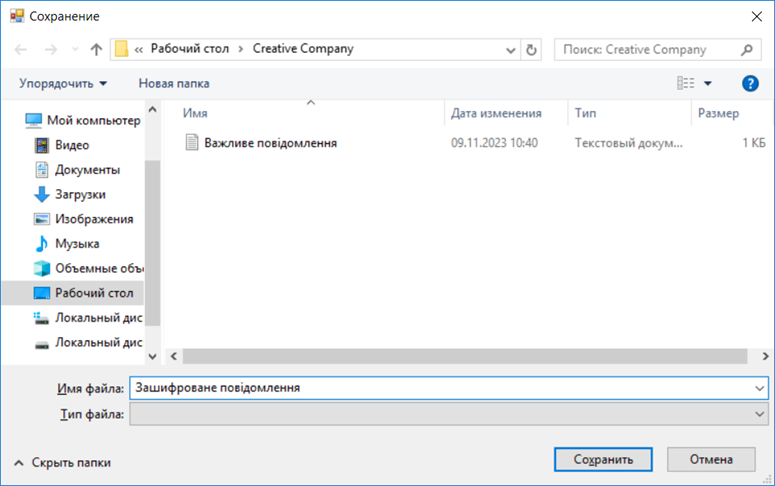 Сохранение
« Рабочий стол › Creative Company
Поиск: Creative Company
Упорядочить
Новая папка
?
Имя
Дата изменения
Тип
Размер
Важливе повідомлення
09.11.2023 10:40
Текстовый докум...
1 КБ
Мой компьютер
Видео
Документы
Загрузки
Изображения
Музыка
Объемные объ
Рабочий стол
Локальный дис
Локальный дис
Имя файла: Зашифроване повідомлення
Тип файла:
Скрыть папки
Сохранить
Отмена